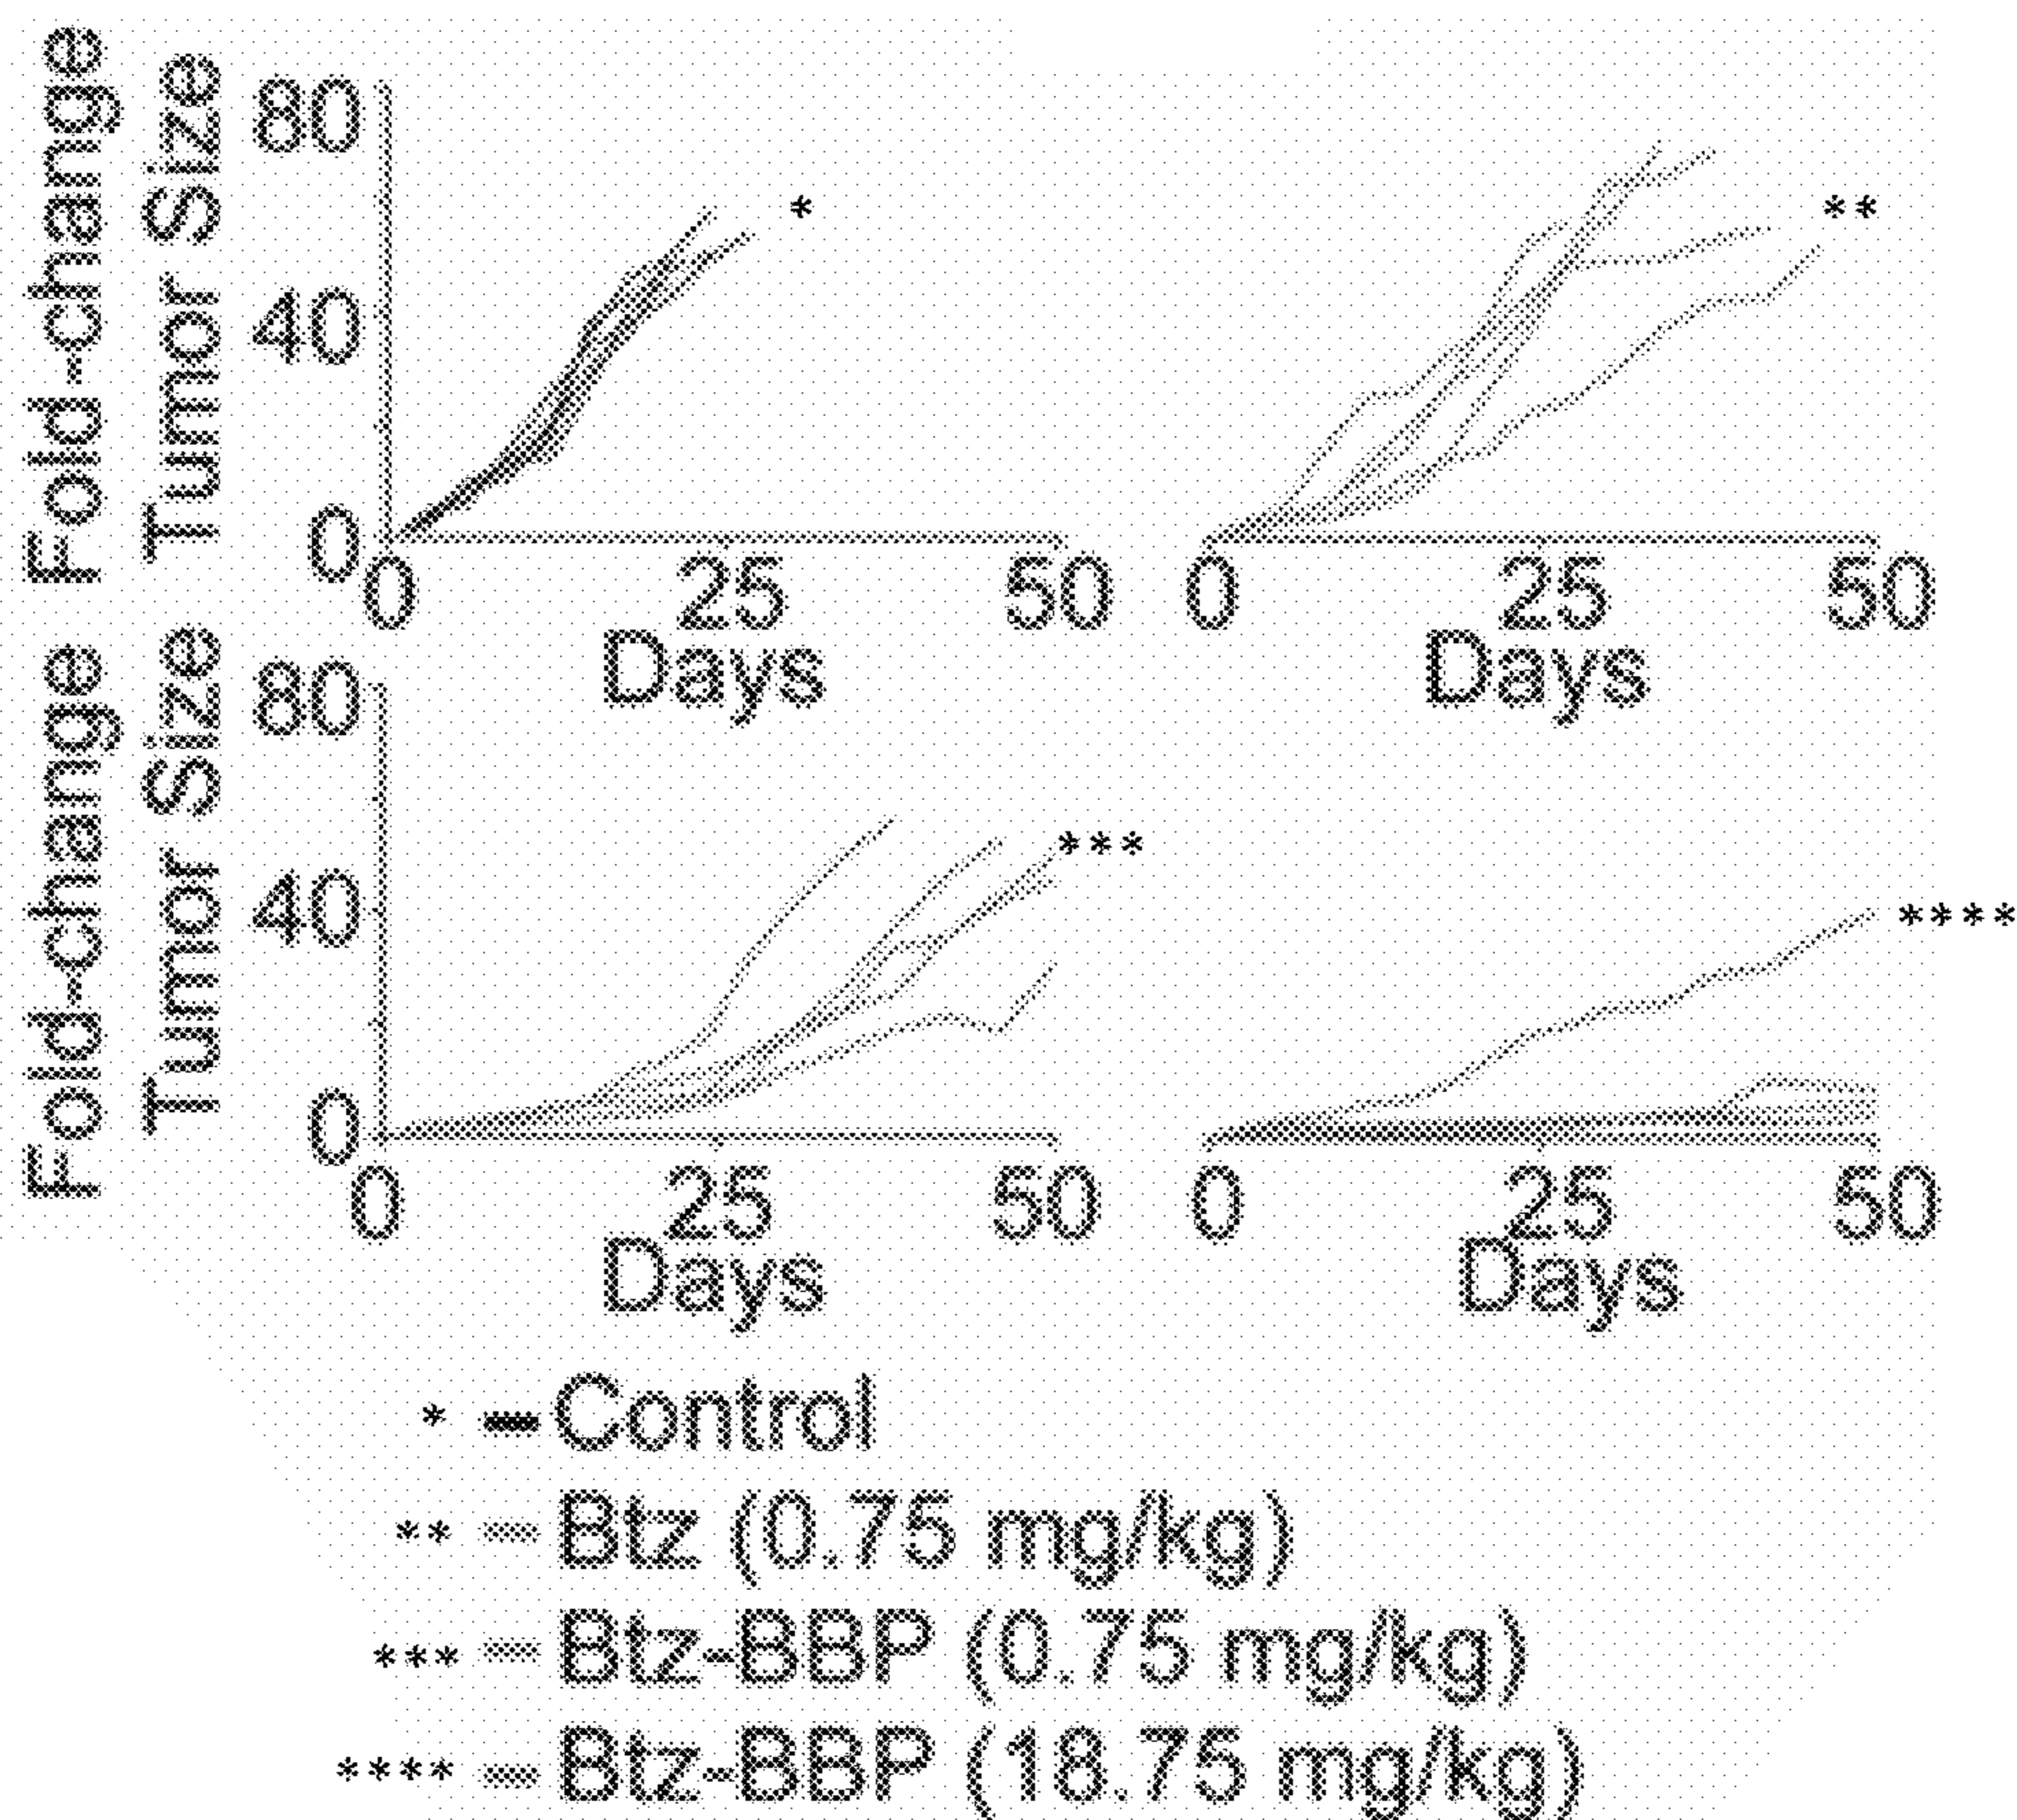 Fold-change
Tumor Size
80
40
0
*
**
0 25 50
Days
0 25 50
Days
Fold-change
Tumor Size
80
40
0
***
****
0 25 50
Days
0 25 50
Days
* Control
** Btz (0.75 mg/kg)
*** Btz-BBP (0.75 mg/kg)
**** Btz-BBP (18.75 mg/kg)